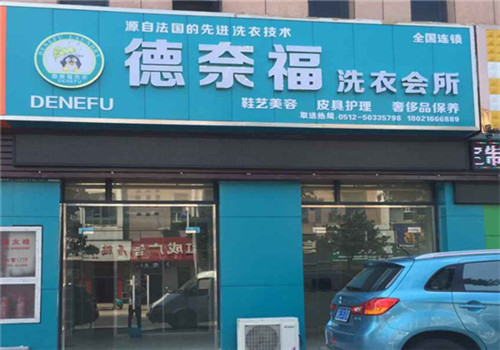 源自法国的先进洗衣技术
全国连锁
德奈福 洗衣会所
DENEFU
鞋艺美容 皮具护理 奢侈品保养
取送热线:0512-50335798 18021666889